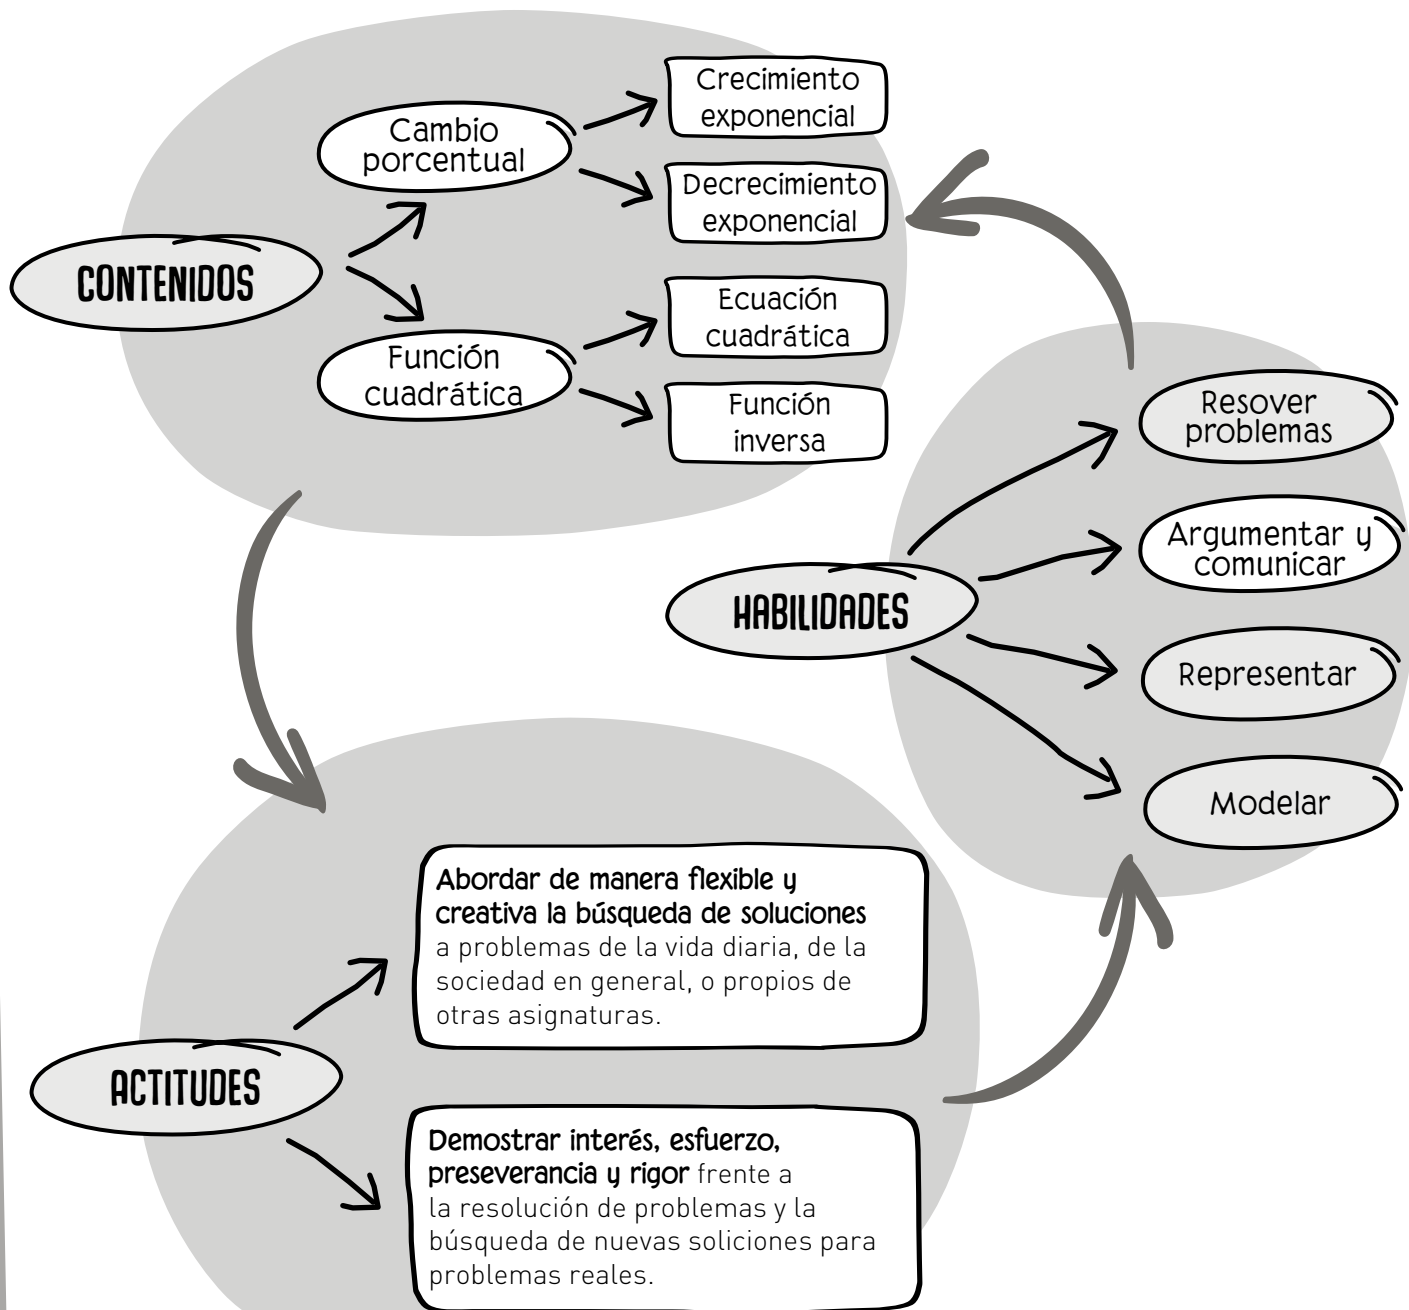 CONTENIDOS
Cambio
porcentual
Crecimiento
exponencial
Decrecimiento
exponencial
Función
cuadrática
Ecuación
cuadrática
Función
inversa
HABILIDADES
Resover
problemas
Argumentar y
comunicar
Representar
Modelar
ACTITUDES
Abordar de manera flexible y
creativa la búsqueda de soluciones
a problemas de la vida diaria, de la
sociedad en general, o propios de
otras asignaturas.
Demostrar interés, esfuerzo,
preseverancia y rigor frente a
la resolución de problemas y la
búsqueda de nuevas soliciones para
problemas reales.